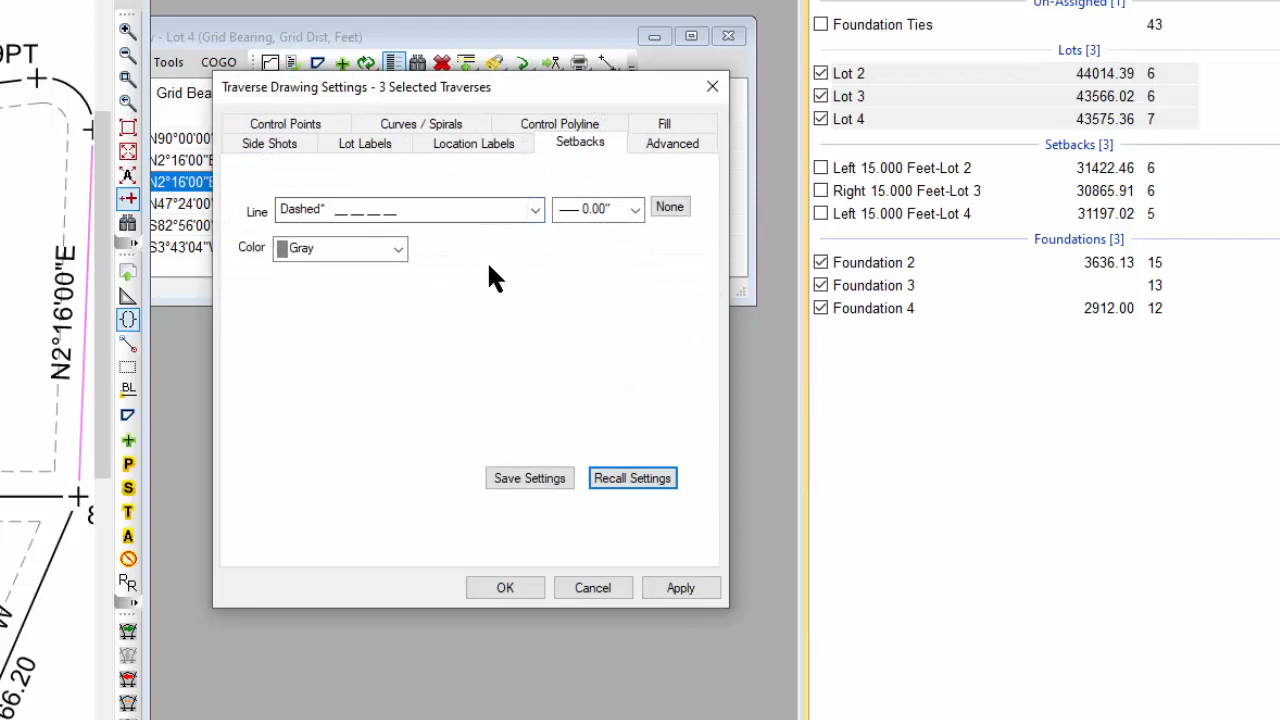 9PT
N2°16'00"E
8
W
66.20
- Lot 4 (Grid Bearing, Grid Dist, Feet)
Tools COGO
Grid Bea
N90°00'00"
N2°16'00"E
N2°16'00"E
N47°24'00"
S82°56'00"
S3°43'04"W
Traverse Drawing Settings - 3 Selected Traverses
Control Points Curves / Spirals Control Polyline Fill
Side Shots Lot Labels Location Labels Setbacks Advanced
Line Dashed* 0.00" None
Color Gray
Save Settings Recall Settings
OK Cancel Apply
A
BL
P
S
T
A
RR
Un-Assigned [1]
Foundation Ties 43
Lots [3]
Lot 2 44014.39 6
Lot 3 43566.02 6
Lot 4 43575.36 7
Setbacks [3]
Left 15.000 Feet-Lot 2 31422.46 6
Right 15.000 Feet-Lot 3 30865.91 6
Left 15.000 Feet-Lot 4 31197.02 5
Foundations [3]
Foundation 2 3636.13 15
Foundation 3 13
Foundation 4 2912.00 12